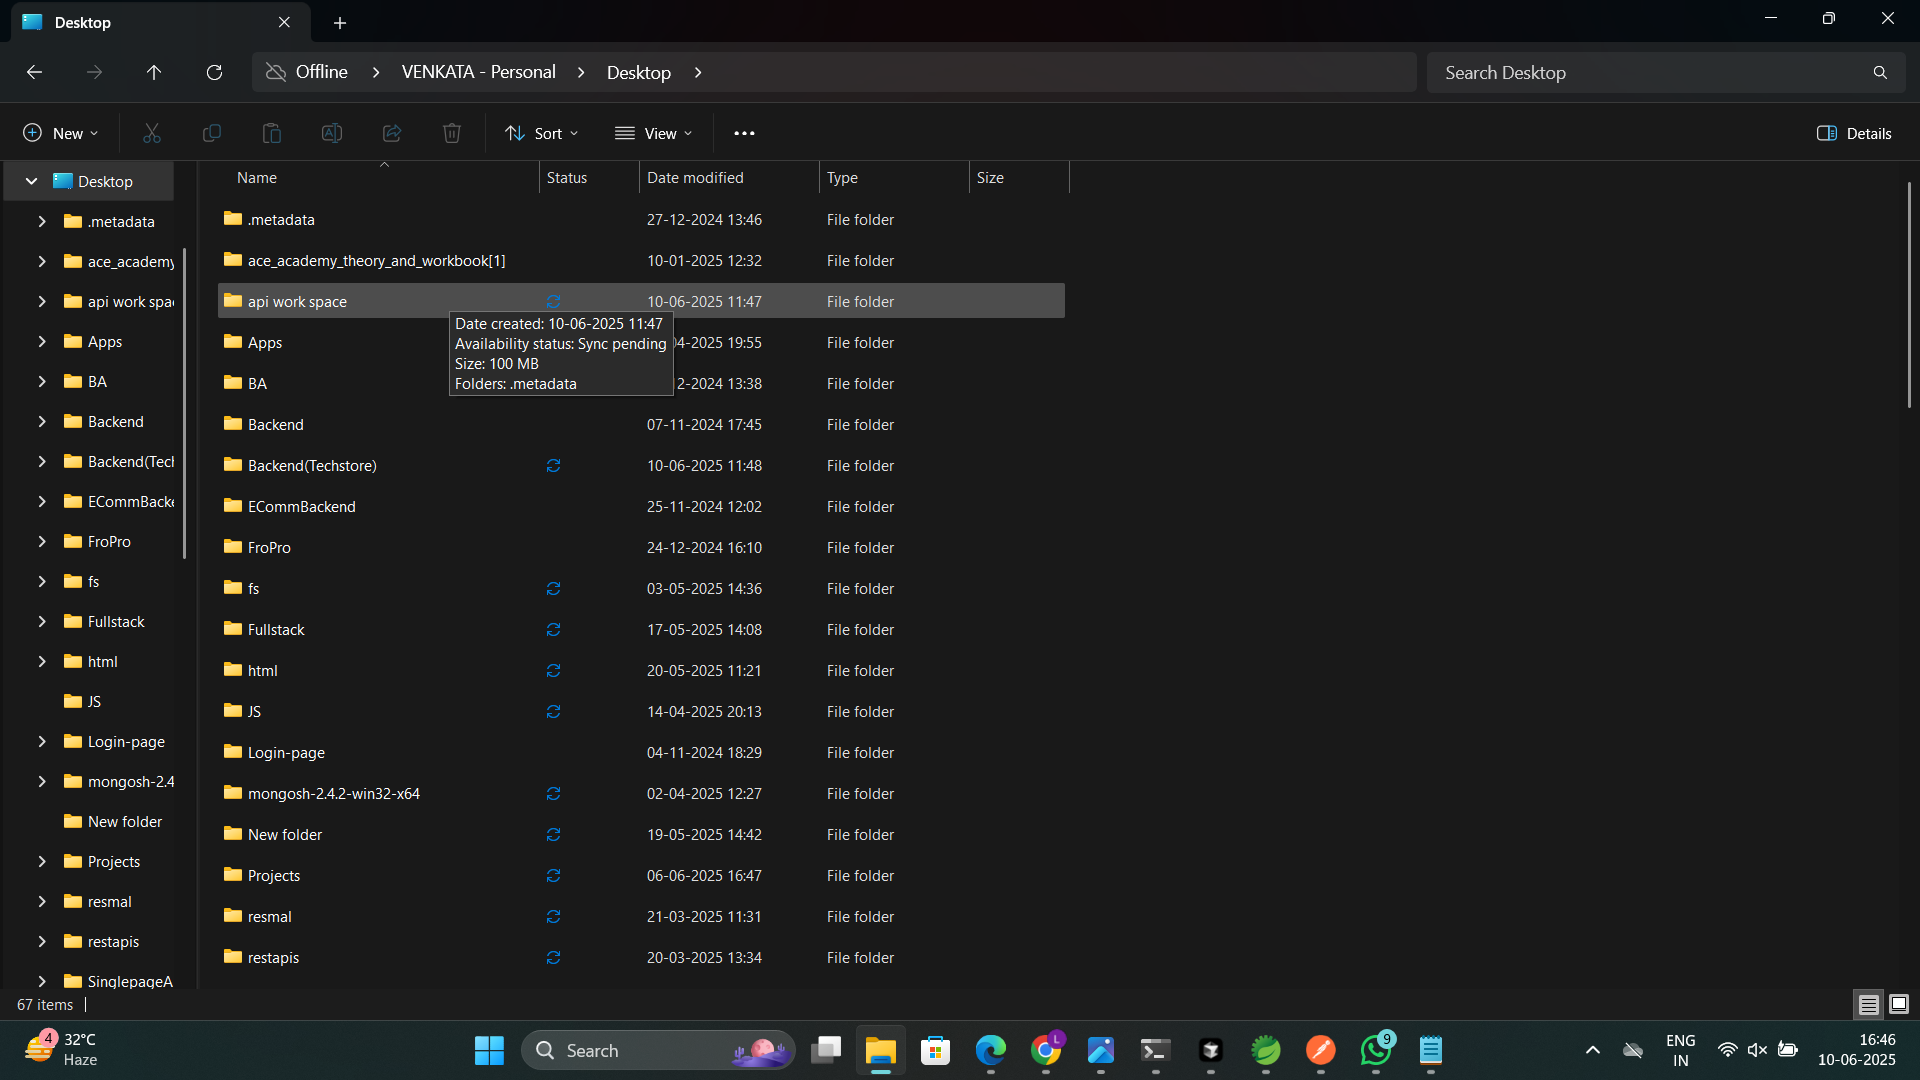 Desktop
Offline > VENKATA - Personal > Desktop >
Search Desktop
New
Sort
View
Details
Desktop
.metadata
ace_academy
api work spa
Apps
BA
Backend
Backend(Tecl
ECommBacke
FroPro
fs
Fullstack
html
JS
Login-page
mongosh-2.4
New folder
Projects
resmal
restapis
SinglepageA
Name Status Date modified Type Size
.metadata 27-12-2024 13:46 File folder
ace_academy_theory_and_workbook[1] 10-01-2025 12:32 File folder
api work space 10-06-2025 11:47 File folder
Date created: 10-06-2025 11:47
Availability status: Sync pending
Size: 100 MB
Folders: .metadata
Apps 04-2025 19:55 File folder
BA 2-2024 13:38 File folder
Backend 07-11-2024 17:45 File folder
Backend(Techstore) 10-06-2025 11:48 File folder
ECommBackend 25-11-2024 12:02 File folder
FroPro 24-12-2024 16:10 File folder
fs 03-05-2025 14:36 File folder
Fullstack 17-05-2025 14:08 File folder
html 20-05-2025 11:21 File folder
JS 14-04-2025 20:13 File folder
Login-page 04-11-2024 18:29 File folder
mongosh-2.4.2-win32-x64 02-04-2025 12:27 File folder
New folder 19-05-2025 14:42 File folder
Projects 06-06-2025 16:47 File folder
resmal 21-03-2025 11:31 File folder
restapis 20-03-2025 13:34 File folder
67 items
4
32°C
Haze
Search
L
9
ENG
IN
16:46
10-06-2025